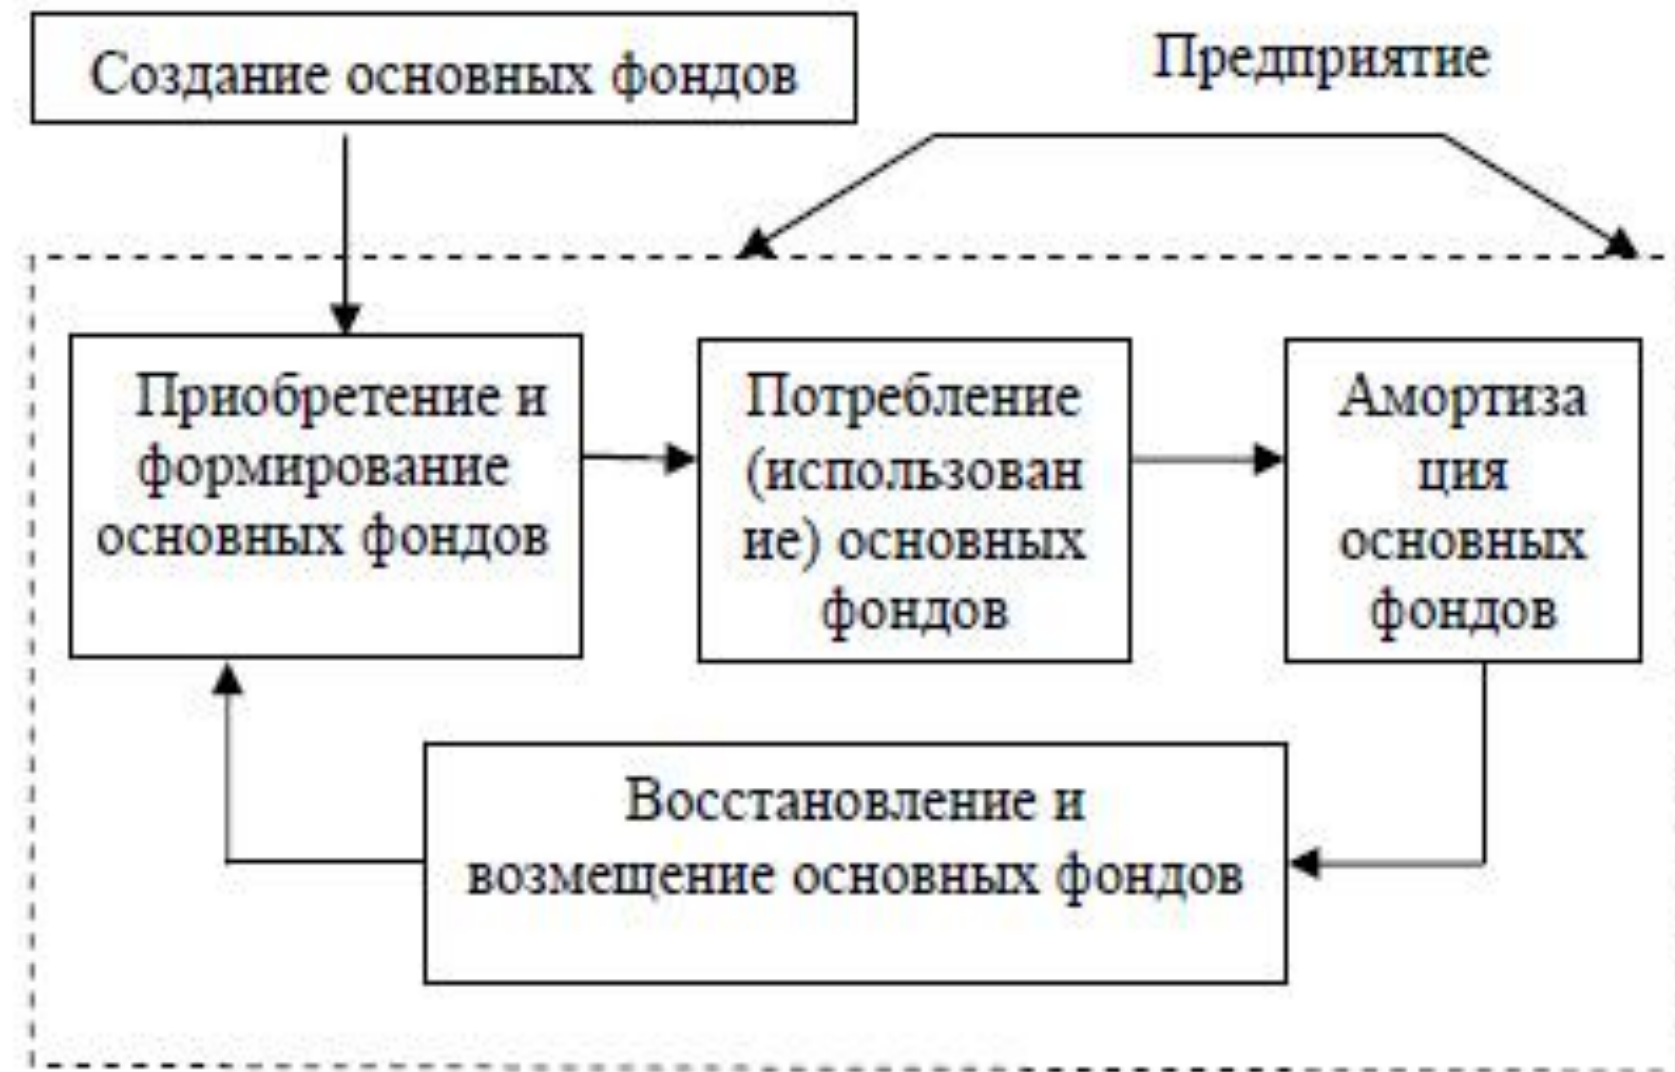 Создание основных фондов
Предприятие
Приобретение и
формирование
основных фондов
Потребление
(использован
ие) основных
фондов
Амортиза
ция
основных
фондов
Восстановление и
возмещение основных фондов